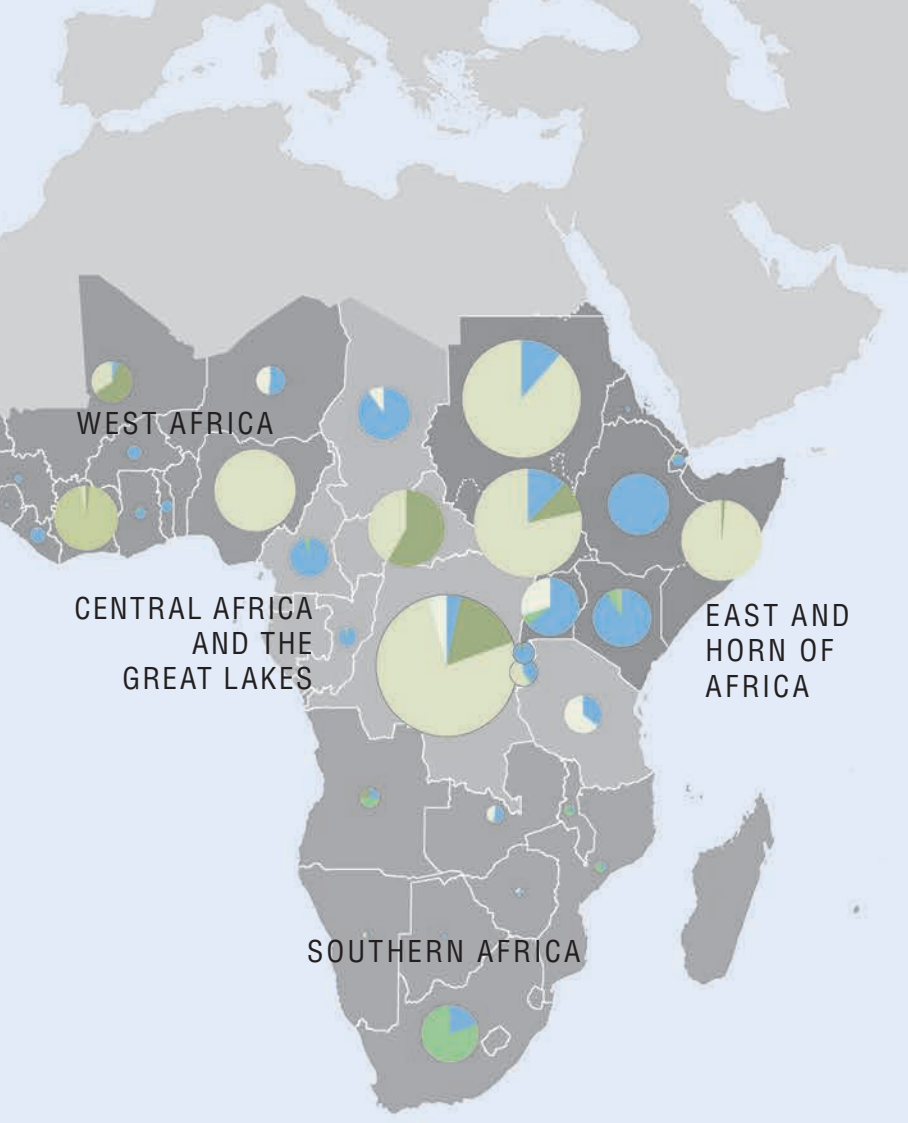 WEST AFRICA
CENTRAL AFRICA
AND THE
GREAT LAKES
EAST AND
HORN OF
AFRICA
SOUTHERN AFRICA